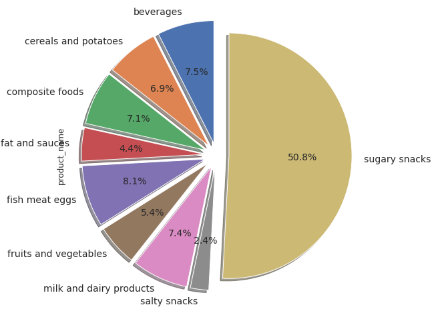 beverages
cereals and potatoes
composite foods
fat and sauces
fish meat eggs
fruits and vegetables
milk and dairy products
salty snacks
sugary snacks
product_name
7.5%
6.9%
7.1%
4.4%
8.1%
5.4%
7.4%
2.4%
50.8%